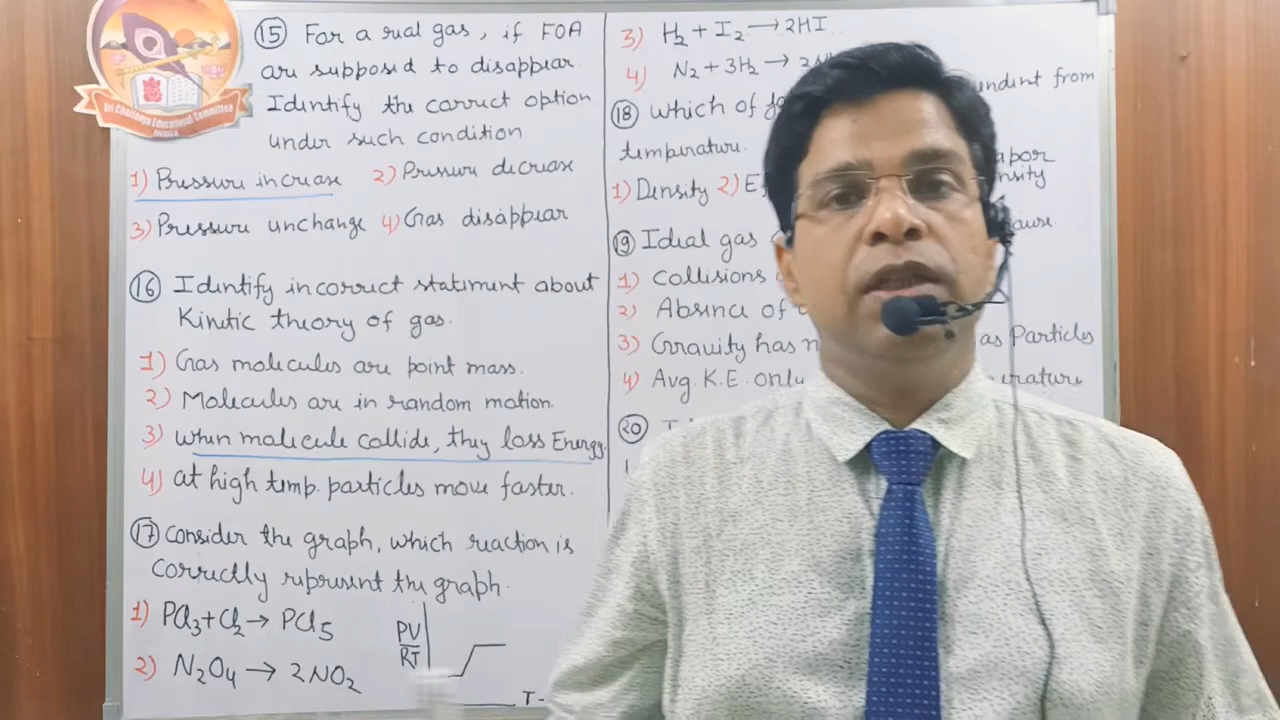 Sri Chaitanya Educational Committee
INDIA
15 For a real gas, if FOA
are supposed to disappear.
Identify the correct option
under such condition
1) Pressure increase 2) Pressure decrease
3) Pressure unchange 4) Gas disappear
16 Identify incorrect statement about
Kinetic theory of gas.
1) Gas molecules are point mass.
2) Molecules are in random motion.
3) when molecule collide, they loss Energy.
4) at high temp. particles move faster.
17 Consider the graph, which reaction is
correctly represent the graph.
1) PCl3 + Cl2 → PCl5
2) N2O4 → 2NO2
PV
RT
T-
3) H2 + I2 → 2HI
4) N2 + 3H2 → 2
18 which of
from
temperature.
1) Density 2)
19 Ideal gas
1) Collisions
2) Absence of
3) Gravity has
as Particles
4) Avg. K.E. only
20